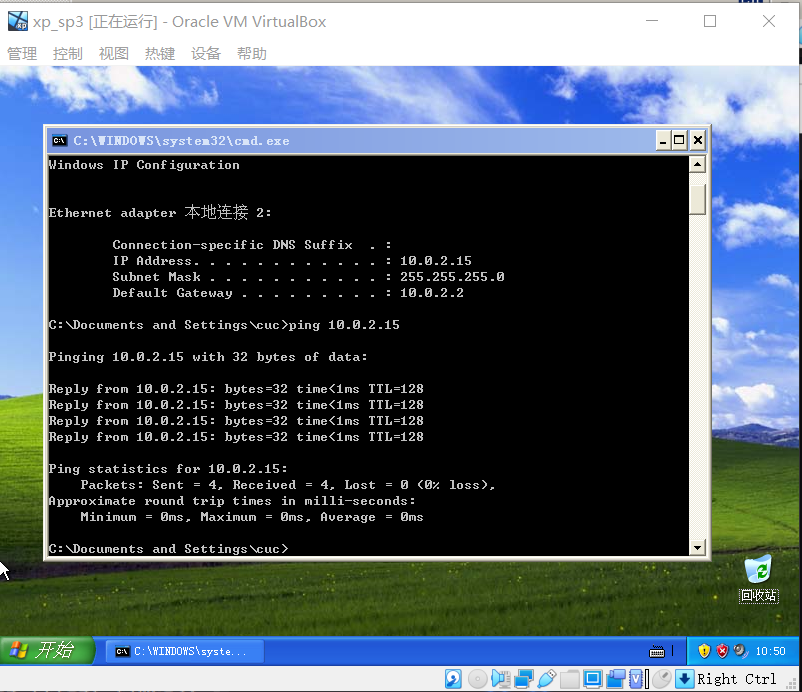 xp_sp3 [正在运行] - Oracle VM VirtualBox
管理 控制 视图 热键 设备 帮助
C:\WINDOWS\system32\cmd.exe
Windows IP Configuration
Ethernet adapter 本地连接 2:
Connection-specific DNS Suffix  . :
IP Address. . . . . . . . . . . . : 10.0.2.15
Subnet Mask . . . . . . . . . . . : 255.255.255.0
Default Gateway . . . . . . . . . : 10.0.2.2
C:\Documents and Settings\cuc>ping 10.0.2.15
Pinging 10.0.2.15 with 32 bytes of data:
Reply from 10.0.2.15: bytes=32 time<1ms TTL=128
Reply from 10.0.2.15: bytes=32 time<1ms TTL=128
Reply from 10.0.2.15: bytes=32 time<1ms TTL=128
Reply from 10.0.2.15: bytes=32 time<1ms TTL=128
Ping statistics for 10.0.2.15:
Packets: Sent = 4, Received = 4, Lost = 0 (0% loss),
Approximate round trip times in milli-seconds:
Minimum = 0ms, Maximum = 0ms, Average = 0ms
C:\Documents and Settings\cuc>
回收站
开始 C:\WINDOWS\syste... 10:50
Right Ctrl